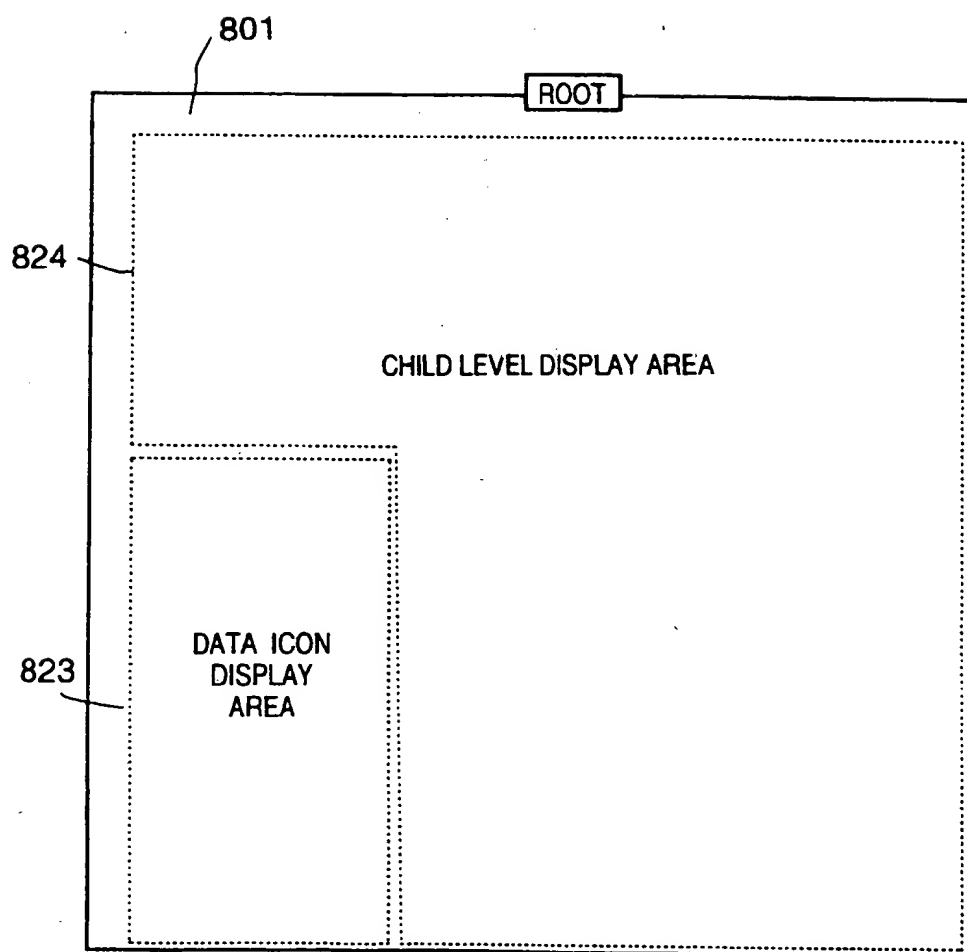 801
ROOT
824
CHILD LEVEL DISPLAY AREA
DATA ICON
DISPLAY
AREA
823